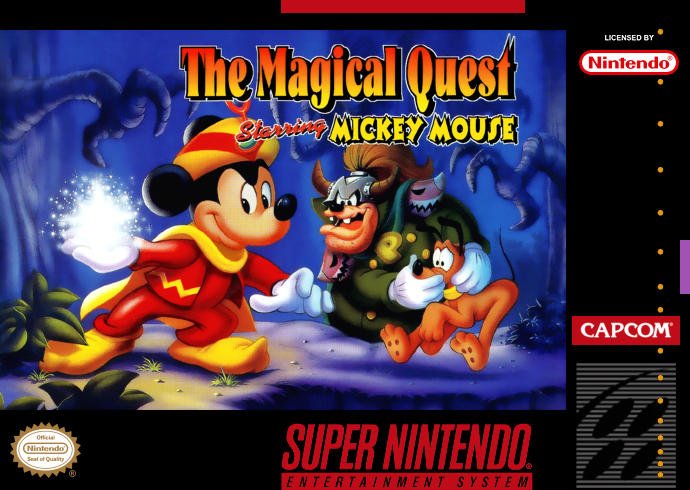 The Magical Quest
Starring MICKEY MOUSE
LICENSED BY
Nintendo®
M
P
CAPCOM®
Official
Nintendo
Seal of Quality
®
SUPER NINTENDO®
ENTERTAINMENT SYSTEM